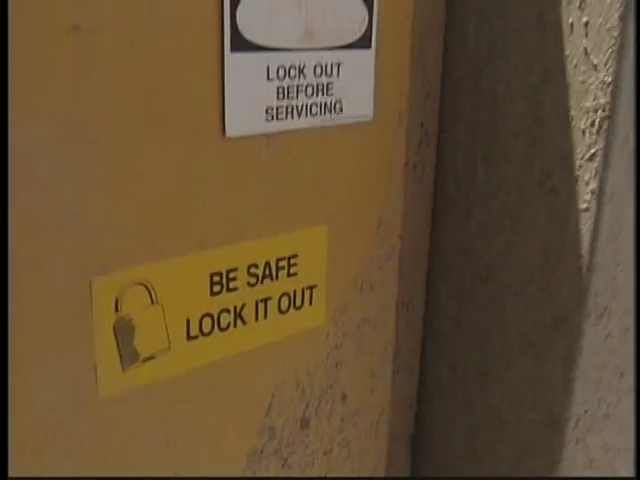 LOCK OUT
BEFORE
SERVICING
BE SAFE
LOCK IT OUT